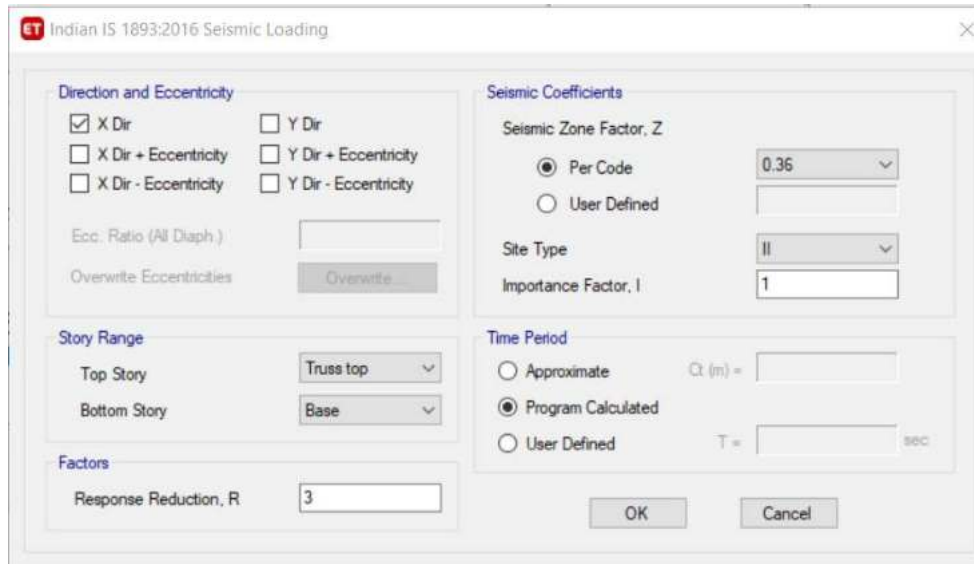 ET Indian IS 1893:2016 Seismic Loading
Direction and Eccentricity
X Dir
Y Dir
X Dir + Eccentricity
Y Dir + Eccentricity
X Dir - Eccentricity
Y Dir - Eccentricity
Ecc. Ratio (All Diaph.)
Overwrite Eccentricities
Overwrite...
Story Range
Top Story
Truss top
Bottom Story
Base
Factors
Response Reduction, R
3
Seismic Coefficients
Seismic Zone Factor, Z
Per Code
0.36
User Defined
Site Type
II
Importance Factor, I
1
Time Period
Approximate
Ct (m) =
Program Calculated
User Defined
T =
sec
OK
Cancel